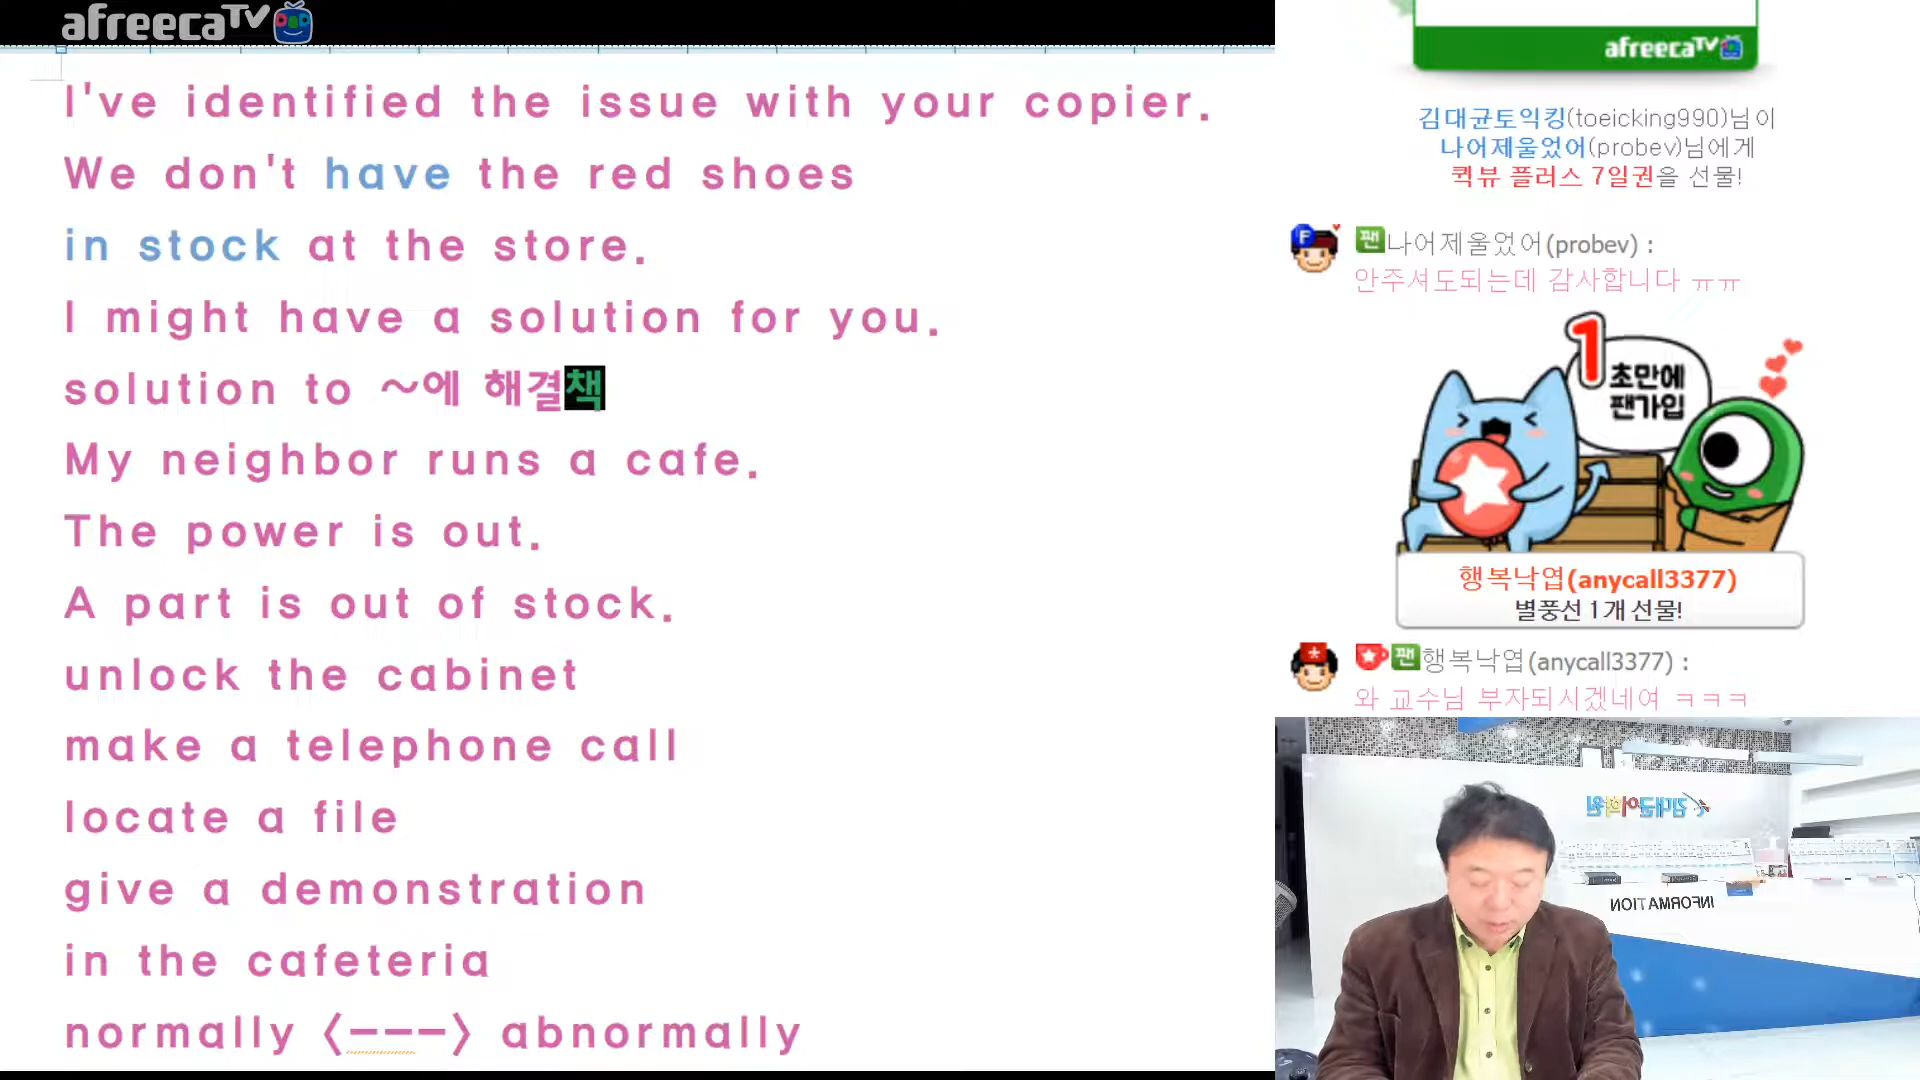 afreecaTV
I've identified the issue with your copier.
We don't have the red shoes
in stock at the store.
I might have a solution for you.
solution to ~에 해결책
My neighbor runs a cafe.
The power is out.
A part is out of stock.
unlock the cabinet
make a telephone call
locate a file
give a demonstration
in the cafeteria
normally 〈---〉 abnormally
afreecaTV
김대균토익킹(toeicking990)님이
나어제울었어(probev)님에게
퀵뷰 플러스 7일권을 선물!
F 팬 나어제울었어(probev) :
안주셔도되는데 감사합니다 ㅠㅠ
1초만에
팬가입
행복낙엽(anycall3377)
별풍선 1개 선물!
팬 행복낙엽(anycall3377) :
와 교수님 부자되시겠네여 ㅋㅋㅋ
김대균어학원
INFORMATION